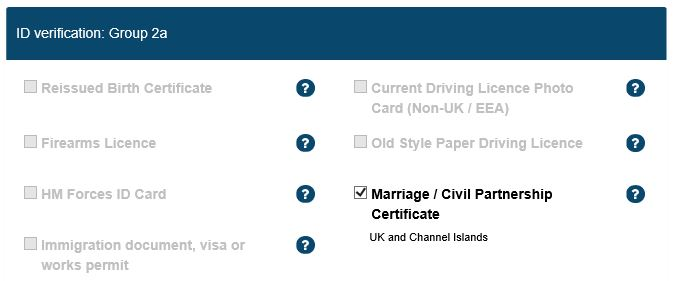 ID verification: Group 2a
Reissued Birth Certificate ?
Current Driving Licence Photo ?
Card (Non-UK / EEA)
Firearms Licence ?
Old Style Paper Driving Licence ?
HM Forces ID Card ?
Marriage / Civil Partnership ?
Certificate
UK and Channel Islands
Immigration document, visa or ?
works permit